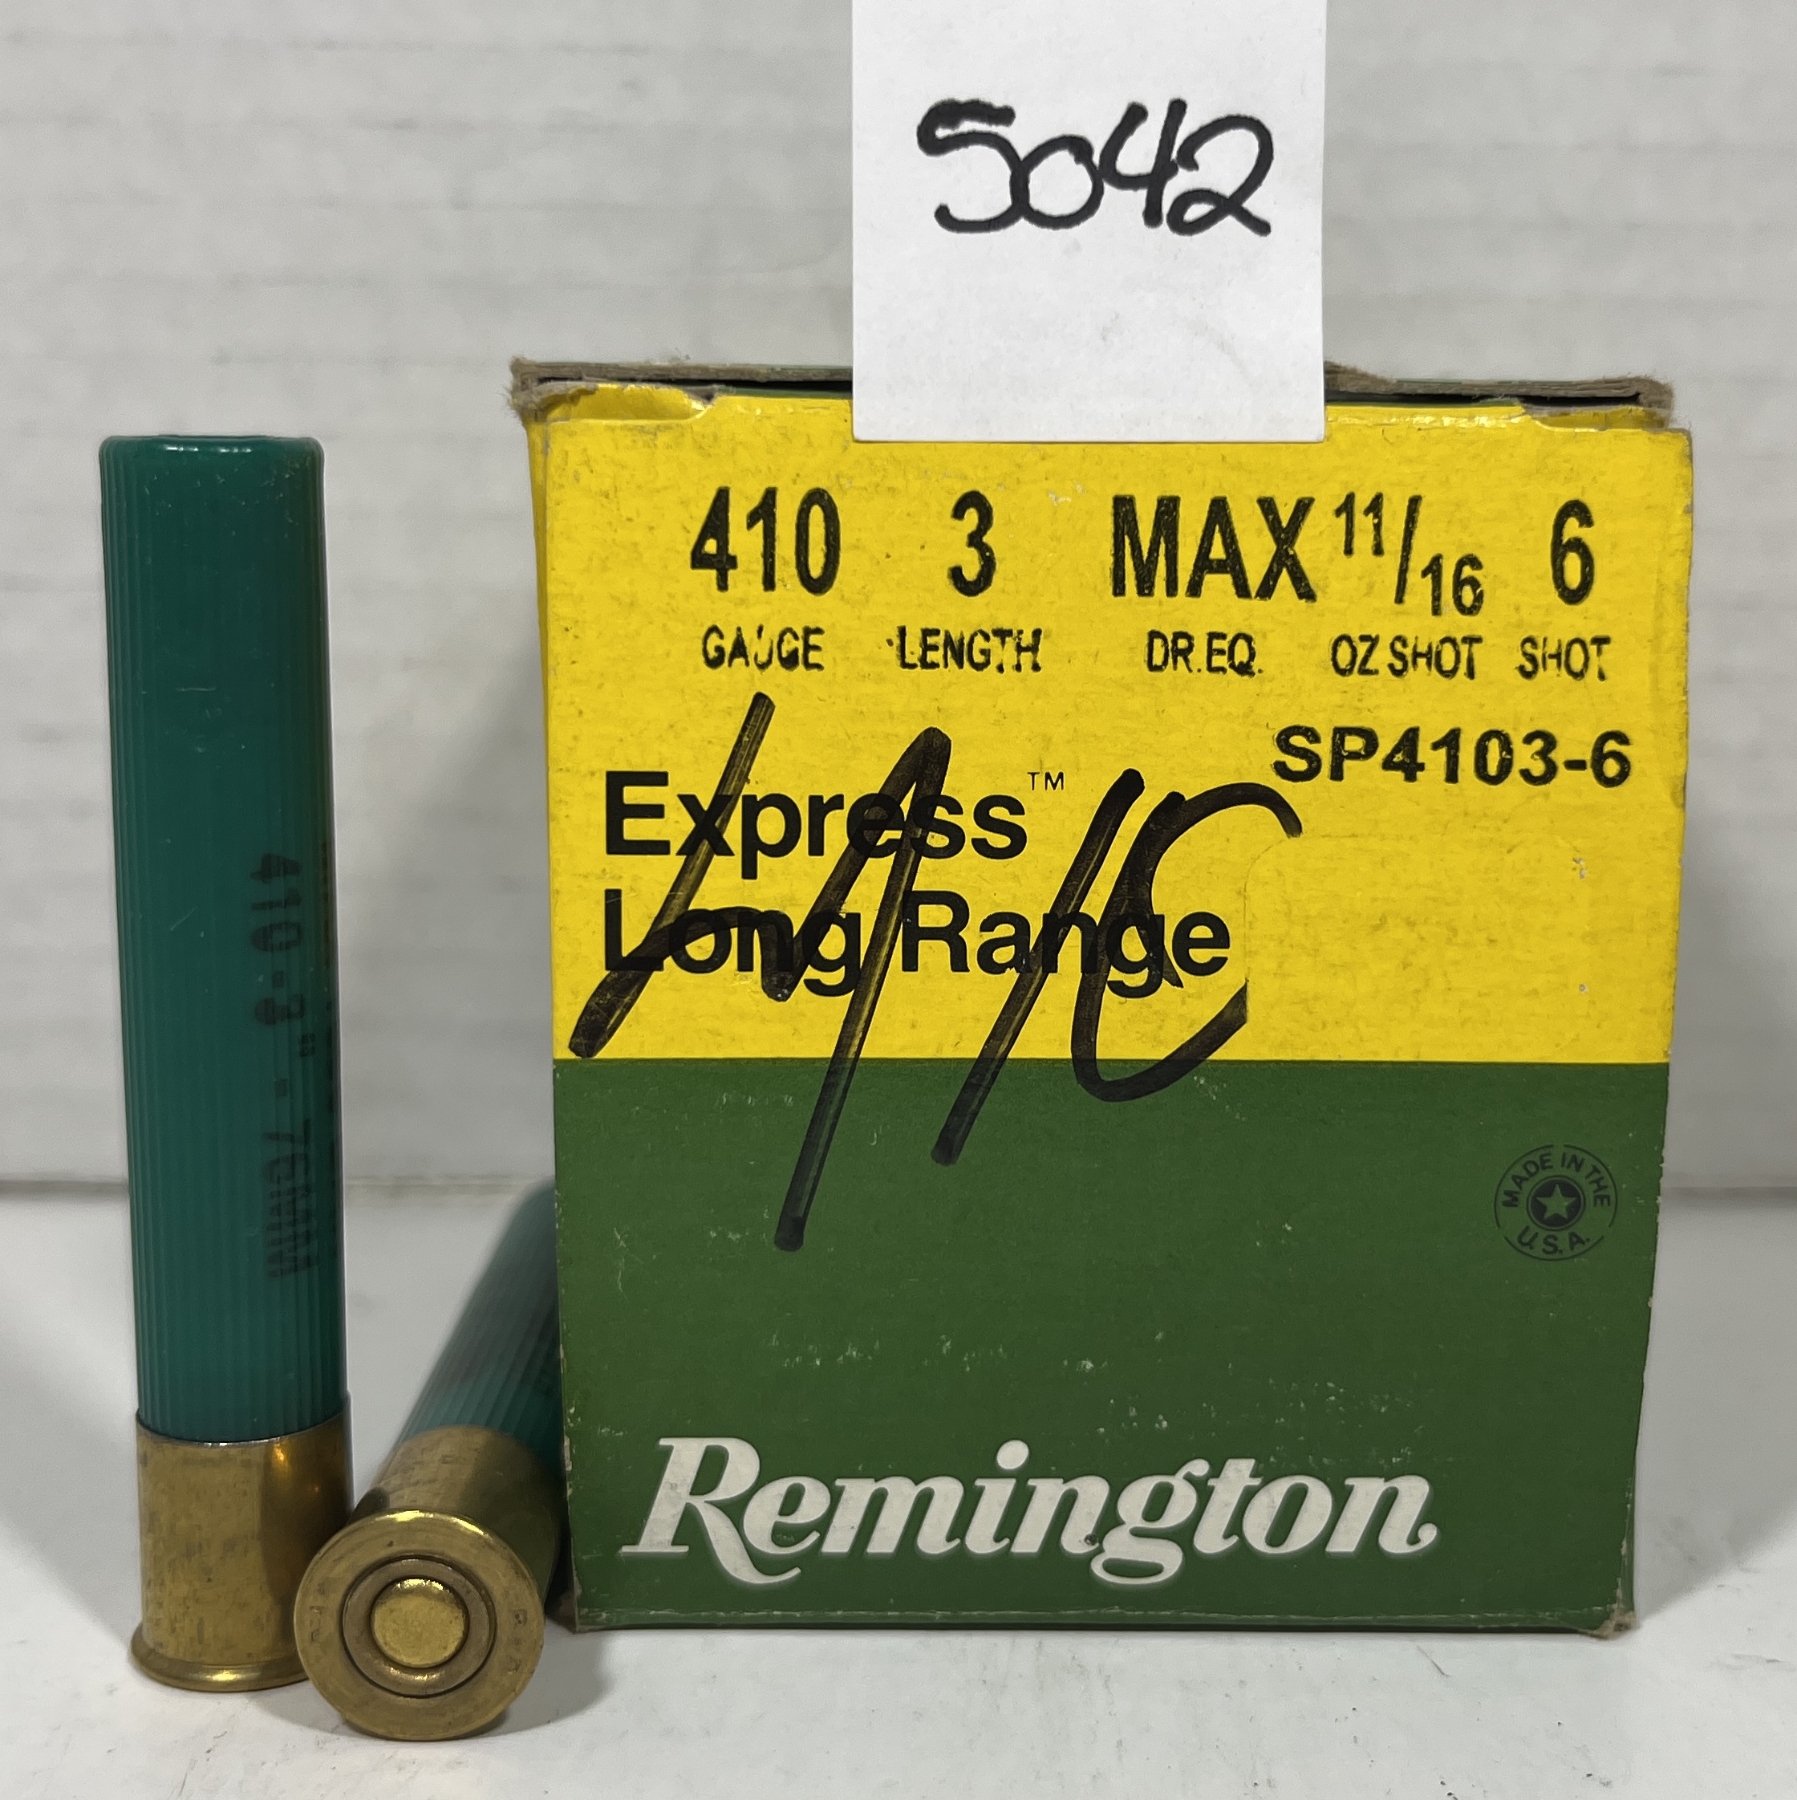 5042
410 3 MAX 11/16 6
GAUGE LENGTH DR.EQ. OZ SHOT SHOT
SP4103-6
Express™
Long Range
410
MADE IN THE
U.S.A.
Remington
410-3" - 76MM